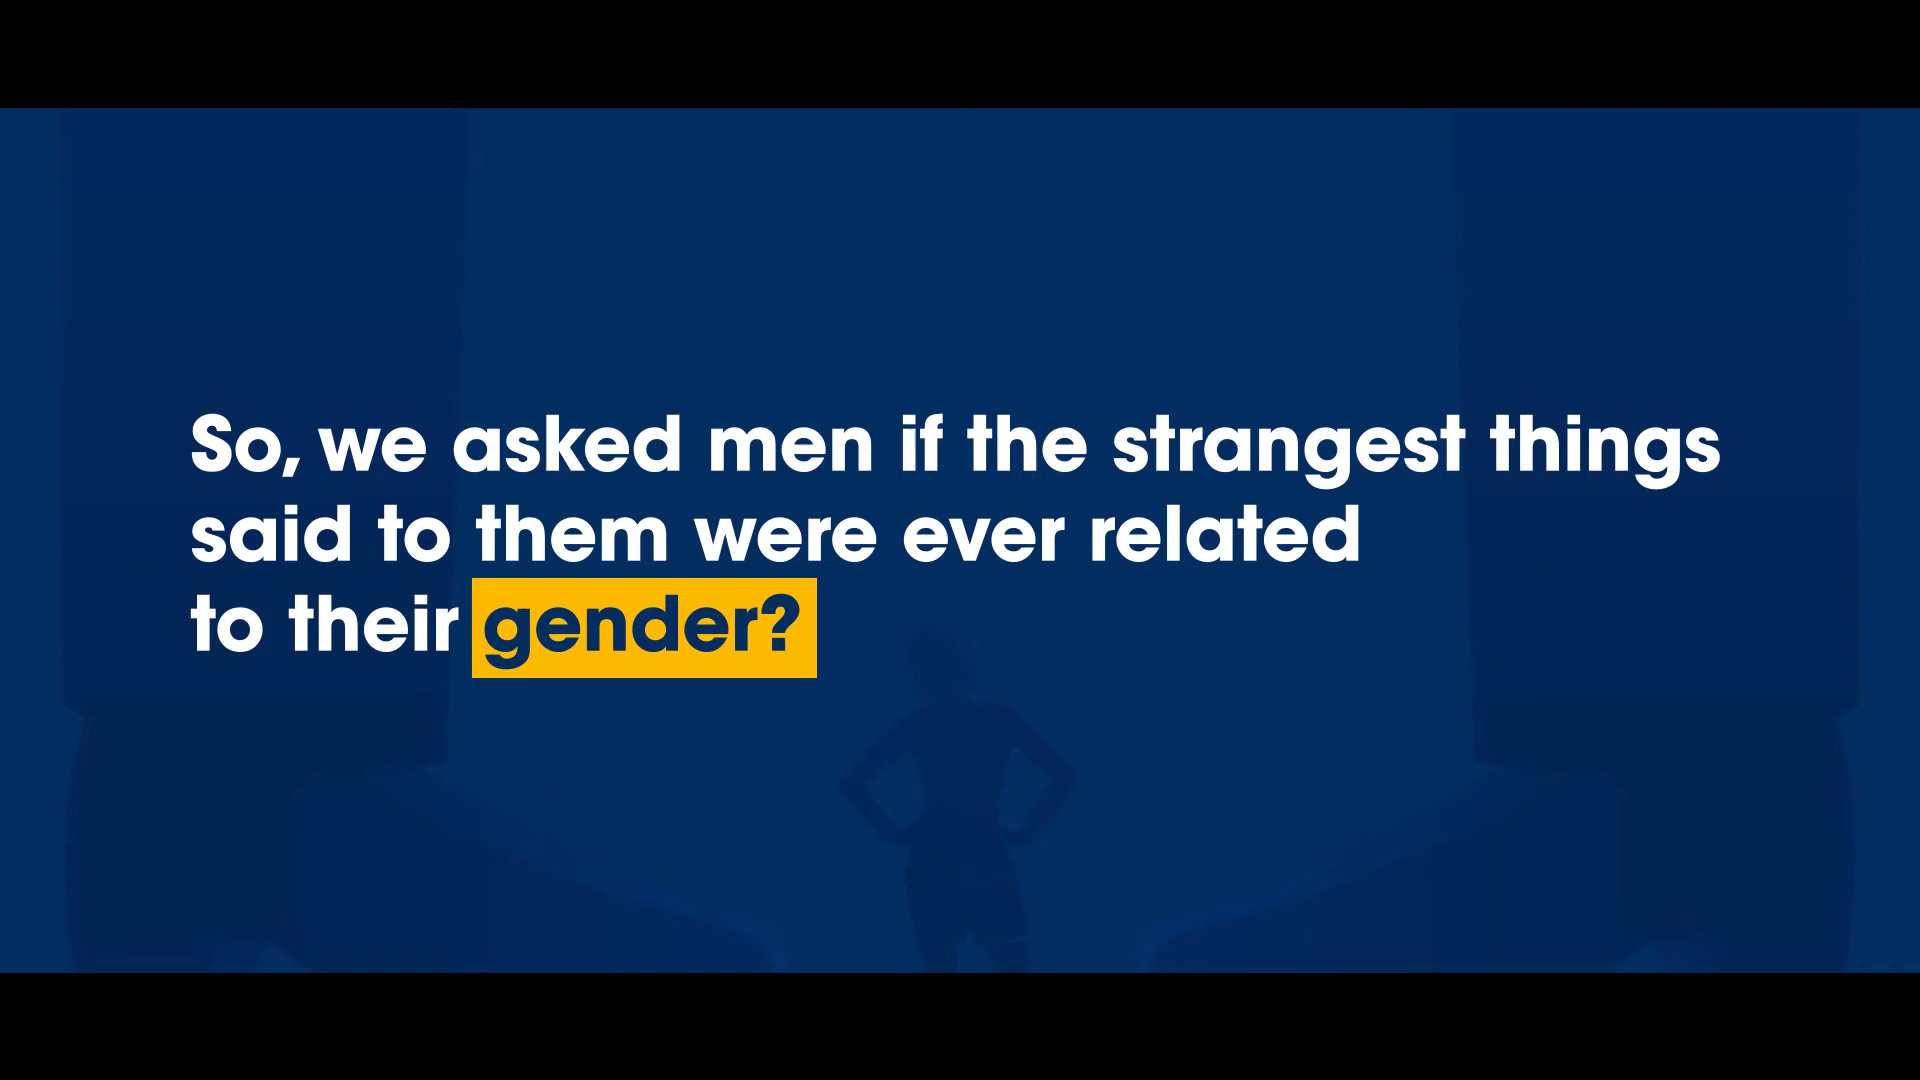 So, we asked men if the strangest things
said to them were ever related
to their gender?